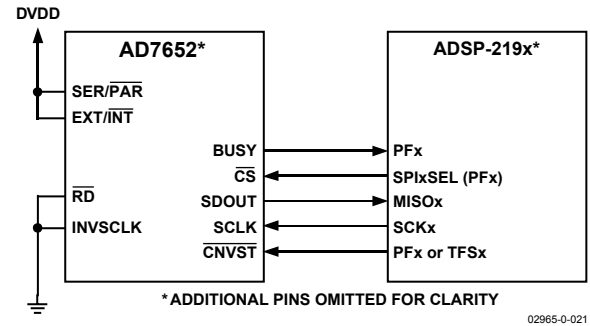 DVDD
AD7652*
ADSP-219x*
SER/PAR
EXT/INT
BUSY
PFx
CS
SPIxSEL (PFx)
RD
SDOUT
MISOx
INVSCLK
SCLK
SCKx
CNVST
PFx or TFSx
*ADDITIONAL PINS OMITTED FOR CLARITY
02965-0-021